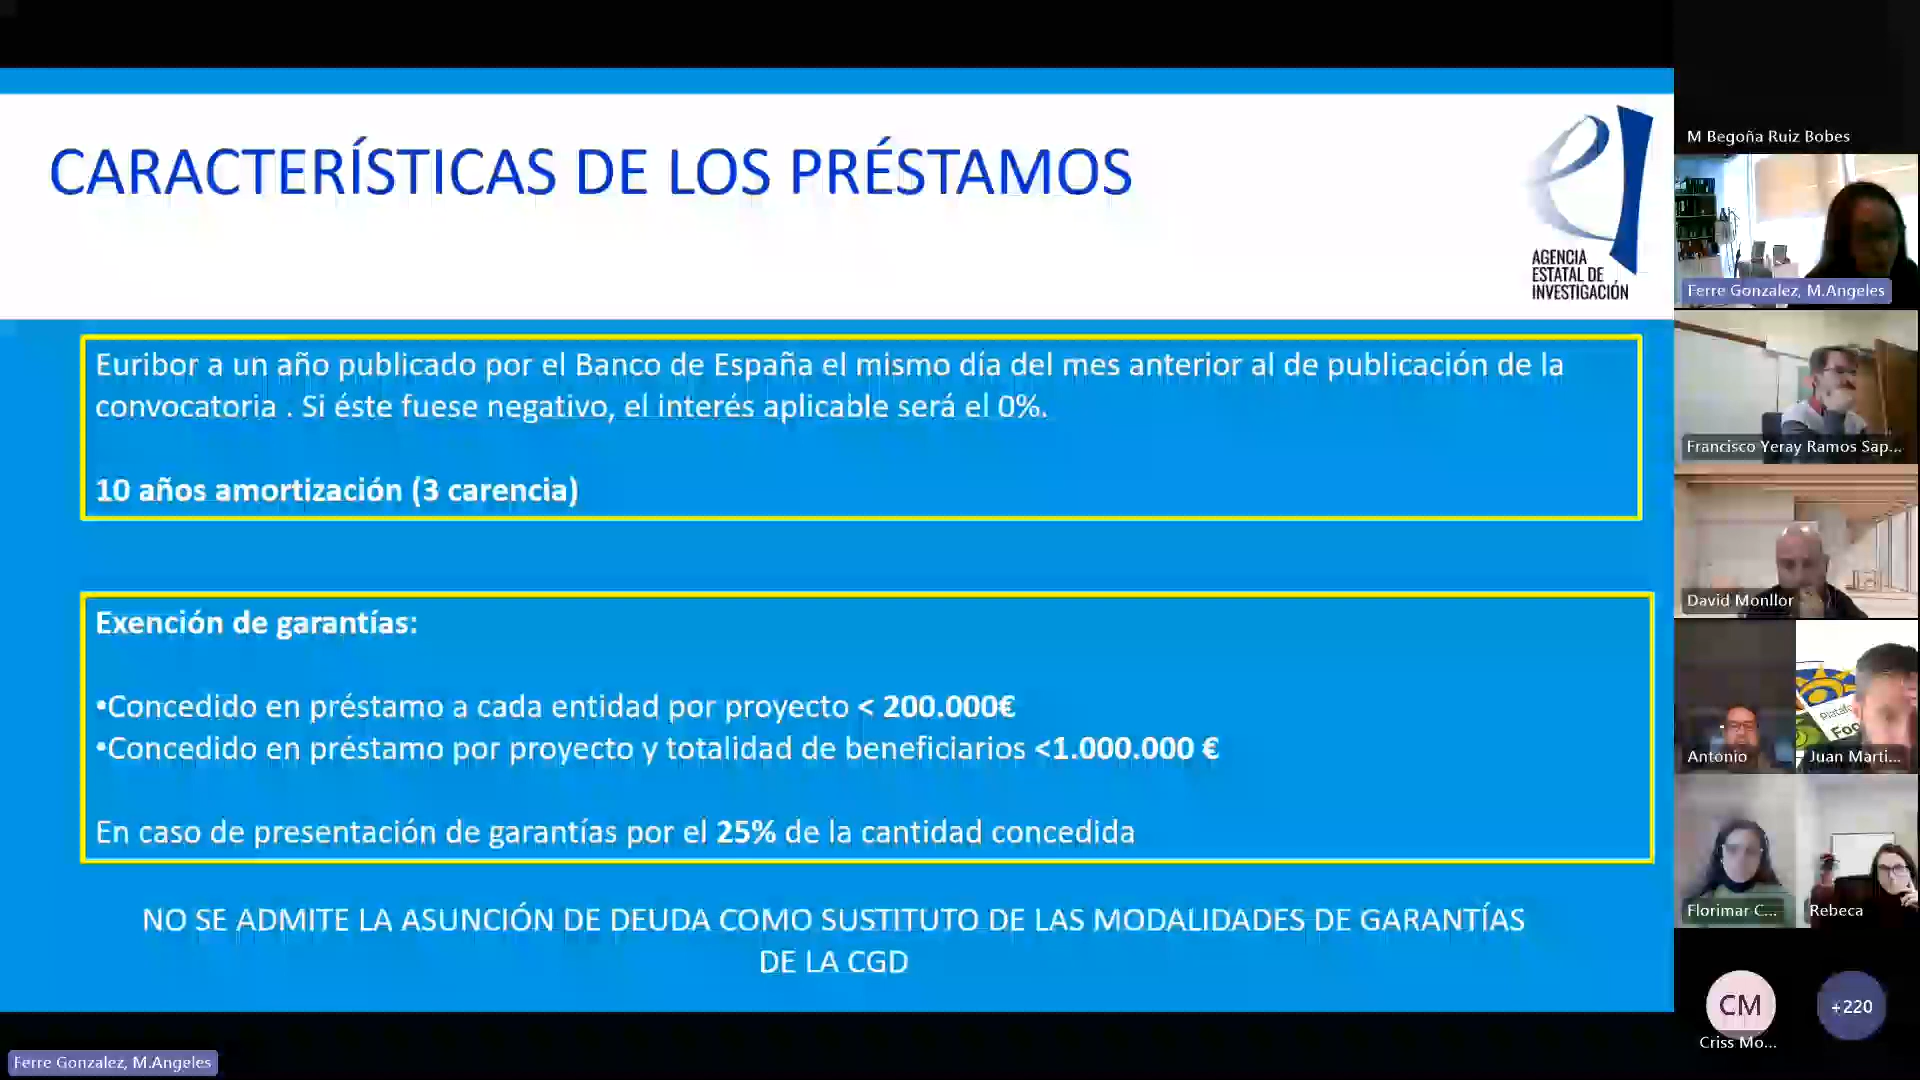 CARACTERÍSTICAS DE LOS PRÉSTAMOS
AGENCIA
ESTATAL DE
INVESTIGACIÓN
Euribor a un año publicado por el Banco de España el mismo día del mes anterior al de publicación de la
convocatoria . Si éste fuese negativo, el interés aplicable será el 0%.
10 años amortización (3 carencia)
Exención de garantías:
•Concedido en préstamo a cada entidad por proyecto < 200.000€
•Concedido en préstamo por proyecto y totalidad de beneficiarios <1.000.000 €
En caso de presentación de garantías por el 25% de la cantidad concedida
NO SE ADMITE LA ASUNCIÓN DE DEUDA COMO SUSTITUTO DE LAS MODALIDADES DE GARANTÍAS
DE LA CGD
Ferre Gonzalez, M.Angeles
M Begoña Ruiz Bobes
Ferre Gonzalez, M.Angeles
Francisco Yeray Ramos Sap...
David Monllor
Antonio
Juan Marti...
Florimar C...
Rebeca
CM
Criss Mo...
+220